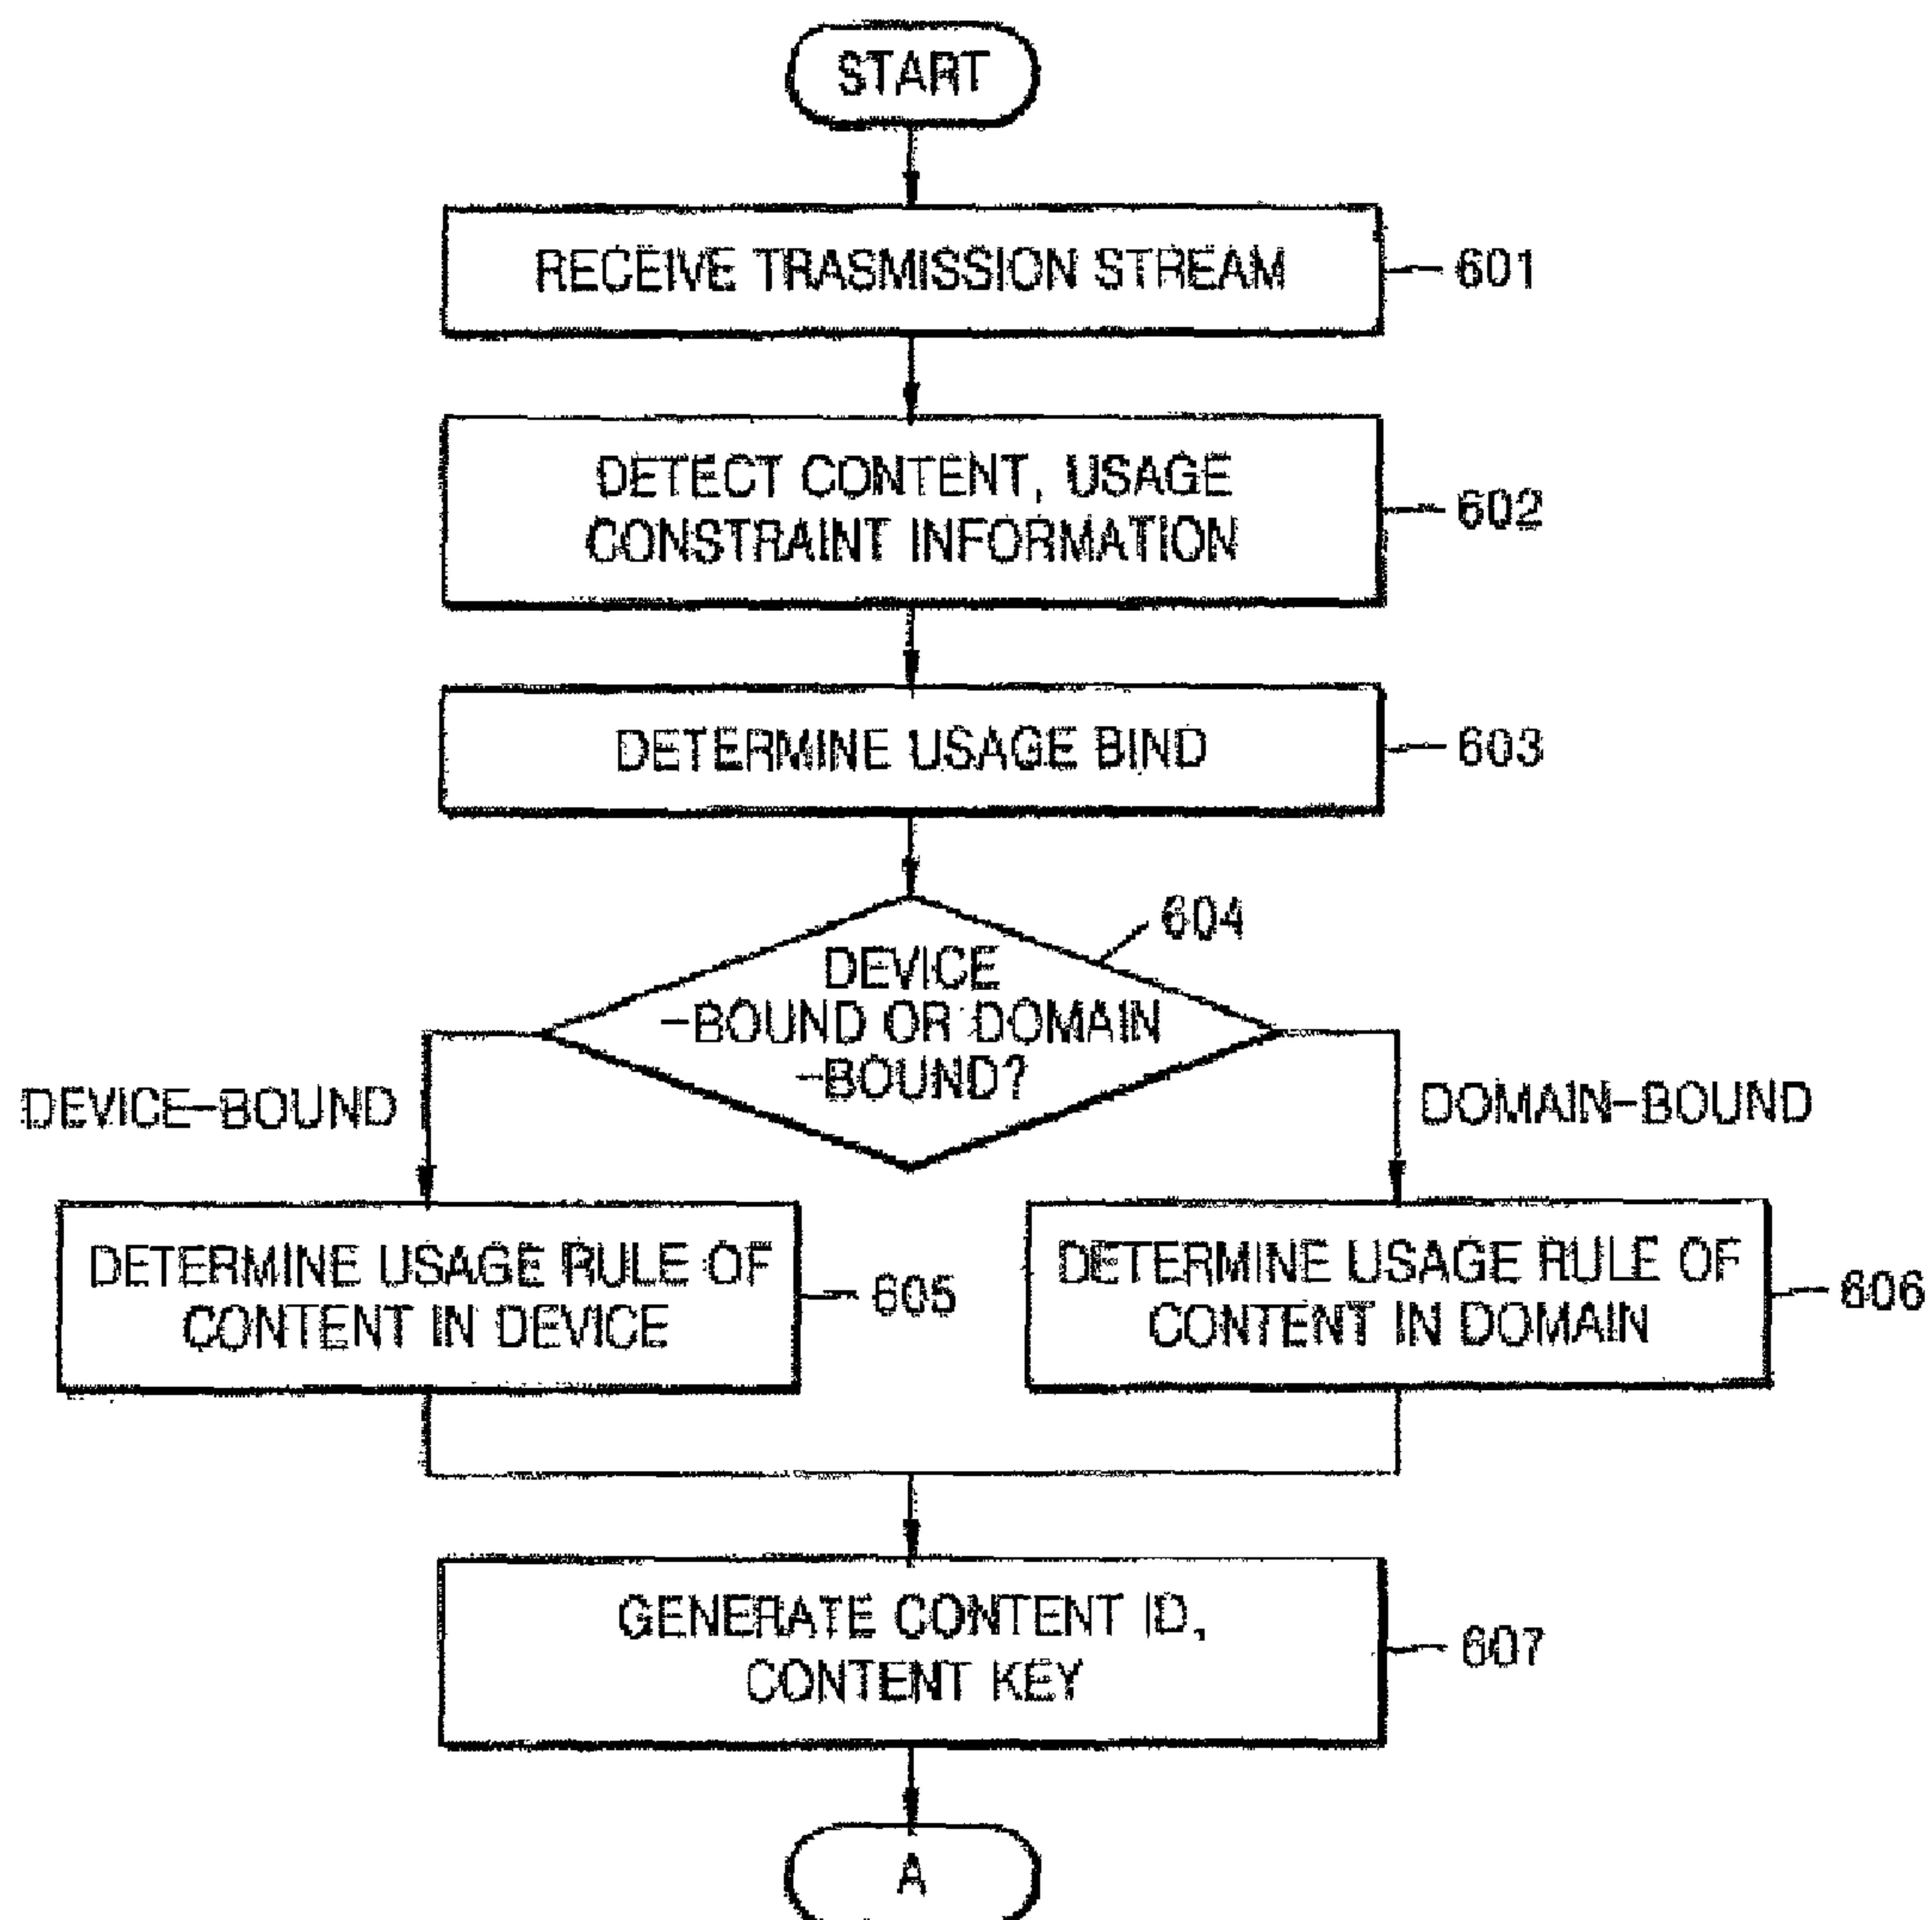 START
RECEIVE TRASMISSION STREAM
601
DETECT CONTENT, USAGE
CONSTRAINT INFORMATION
602
DETERMINE USAGE BIND
603
604
DEVICE
-BOUND OR DOMAIN
-BOUND?
DEVICE-BOUND
DOMAIN-BOUND
DETERMINE USAGE RULE OF
CONTENT IN DEVICE
605
DETERMINE USAGE RULE OF
CONTENT IN DOMAIN
606
GENERATE CONTENT ID,
CONTENT KEY
607
A